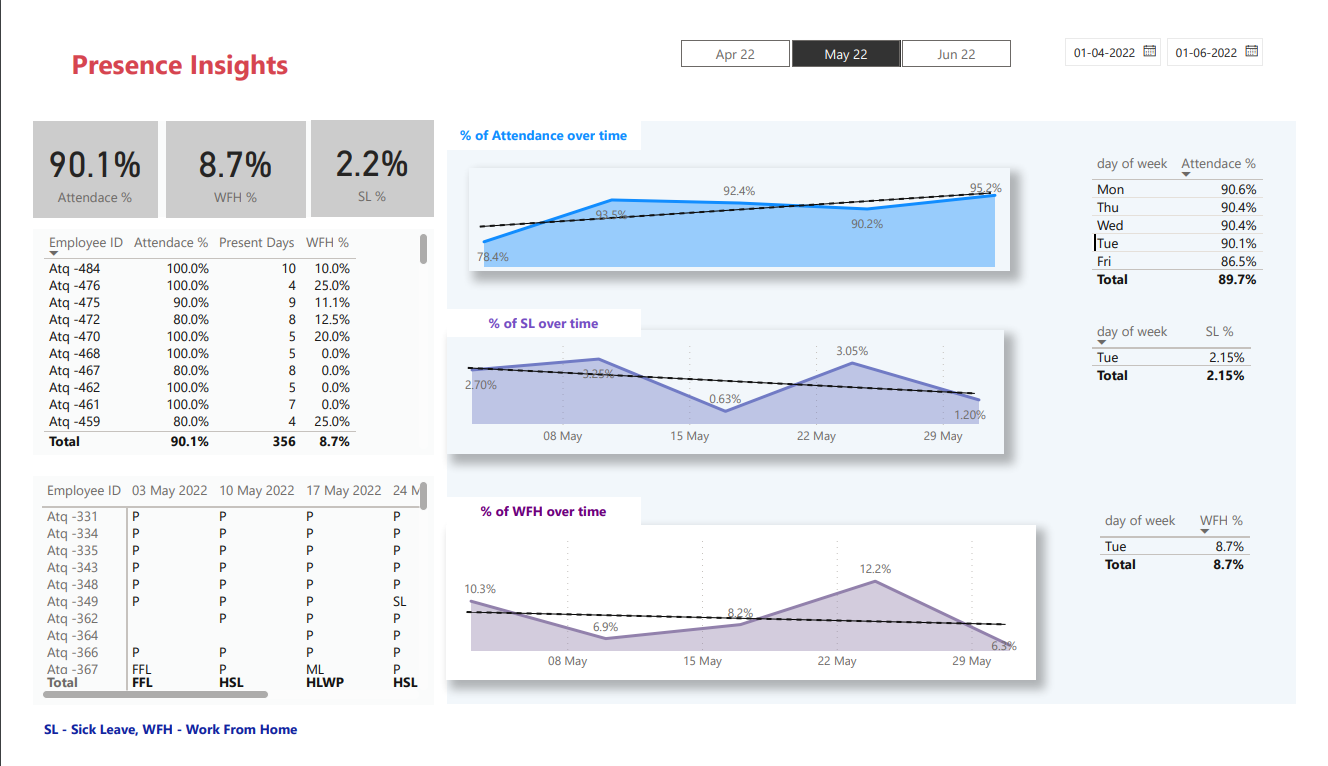 Presence Insights
Apr 22
May 22
Jun 22
01-04-2022
01-06-2022
90.1%
Attendace %
8.7%
WFH %
2.2%
SL %
Employee ID Attendace % Present Days WFH %
Atq -484 100.0% 10 10.0%
Atq -476 100.0% 4 25.0%
Atq -475 90.0% 9 11.1%
Atq -472 80.0% 8 12.5%
Atq -470 100.0% 5 20.0%
Atq -468 100.0% 5 0.0%
Atq -467 80.0% 8 0.0%
Atq -462 100.0% 5 0.0%
Atq -461 100.0% 7 0.0%
Atq -459 80.0% 4 25.0%
Total 90.1% 356 8.7%
Employee ID 03 May 2022 10 May 2022 17 May 2022 24 M
Atq -331 P P P P
Atq -334 P P P P
Atq -335 P P P P
Atq -343 P P P P
Atq -348 P P P P
Atq -349 P P P SL
Atq -362 P P P
Atq -364 P P
Atq -366 P P P P
Atq -367 FFL P ML P
Total FFL HSL HLWP HSL
SL - Sick Leave, WFH - Work From Home
% of Attendance over time
78.4%
93.5%
92.4%
90.2%
95.2%
% of SL over time
2.70%
3.25%
0.63%
3.05%
1.20%
08 May 15 May 22 May 29 May
% of WFH over time
10.3%
6.9%
8.2%
12.2%
6.3%
08 May 15 May 22 May 29 May
day of week Attendace %
Mon 90.6%
Thu 90.4%
Wed 90.4%
Tue 90.1%
Fri 86.5%
Total 89.7%
day of week SL %
Tue 2.15%
Total 2.15%
day of week WFH %
Tue 8.7%
Total 8.7%